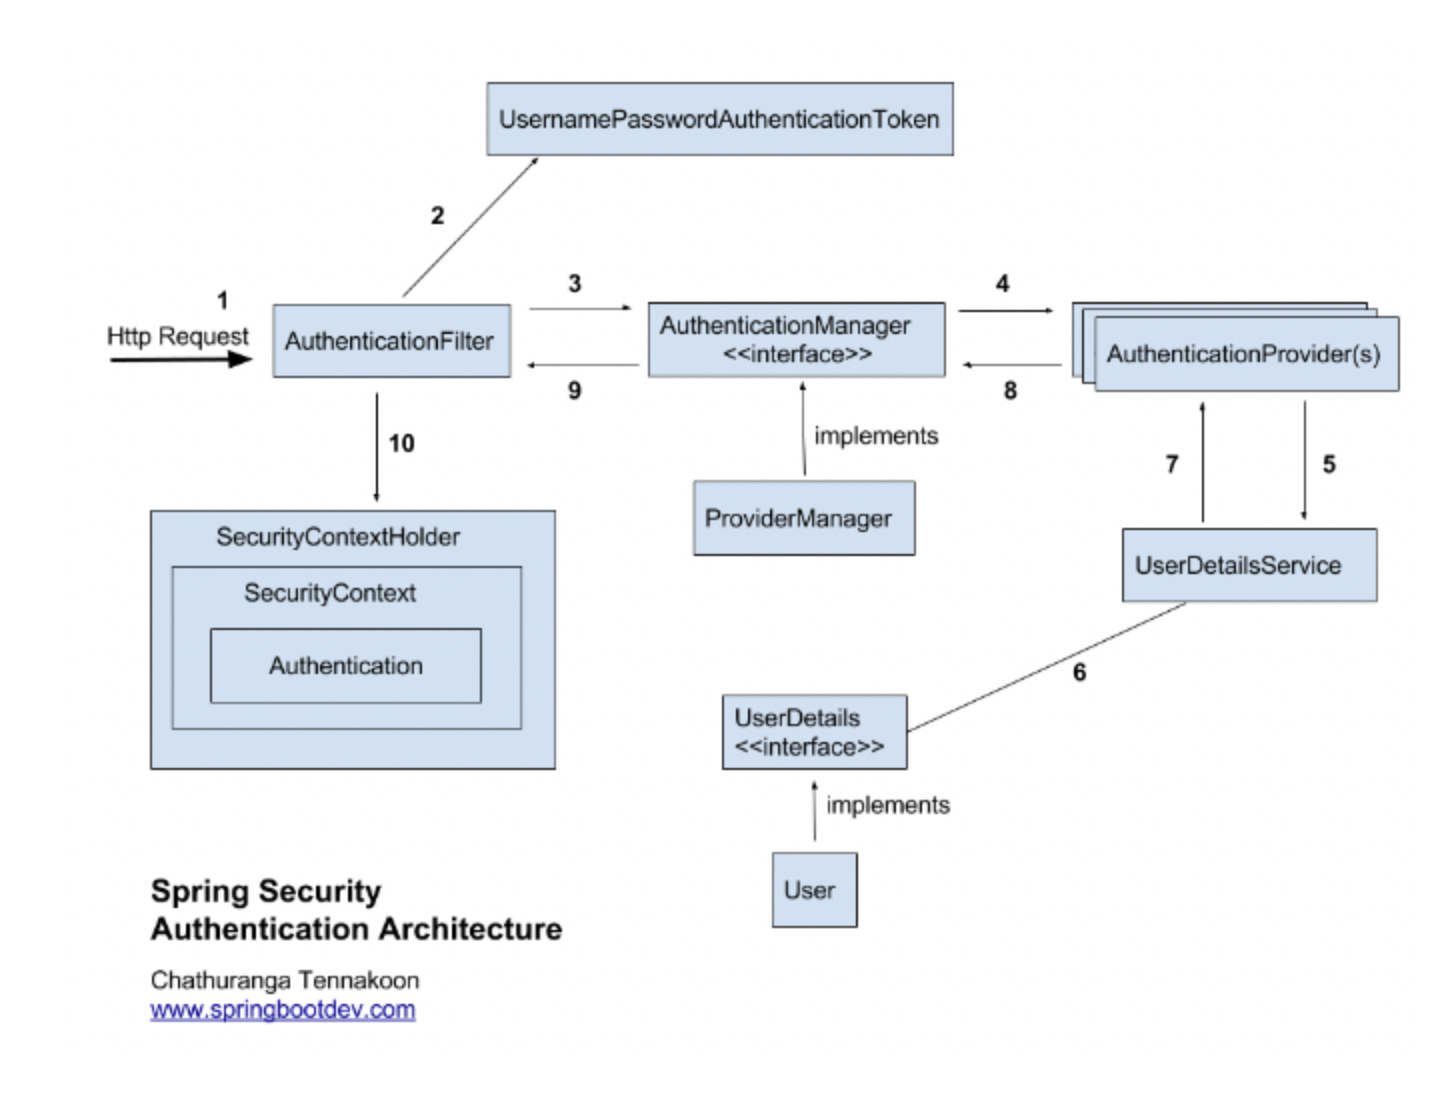 UsernamePasswordAuthenticationToken
2
1
3
4
Http Request
AuthenticationFilter
AuthenticationManager
<<interface>>
AuthenticationProvider(s)
9
8
10
implements
7
5
ProviderManager
SecurityContextHolder
SecurityContext
Authentication
UserDetailsService
6
UserDetails
<<interface>>
implements
User
Spring Security
Authentication Architecture
Chathuranga Tennakoon
www.springbootdev.com